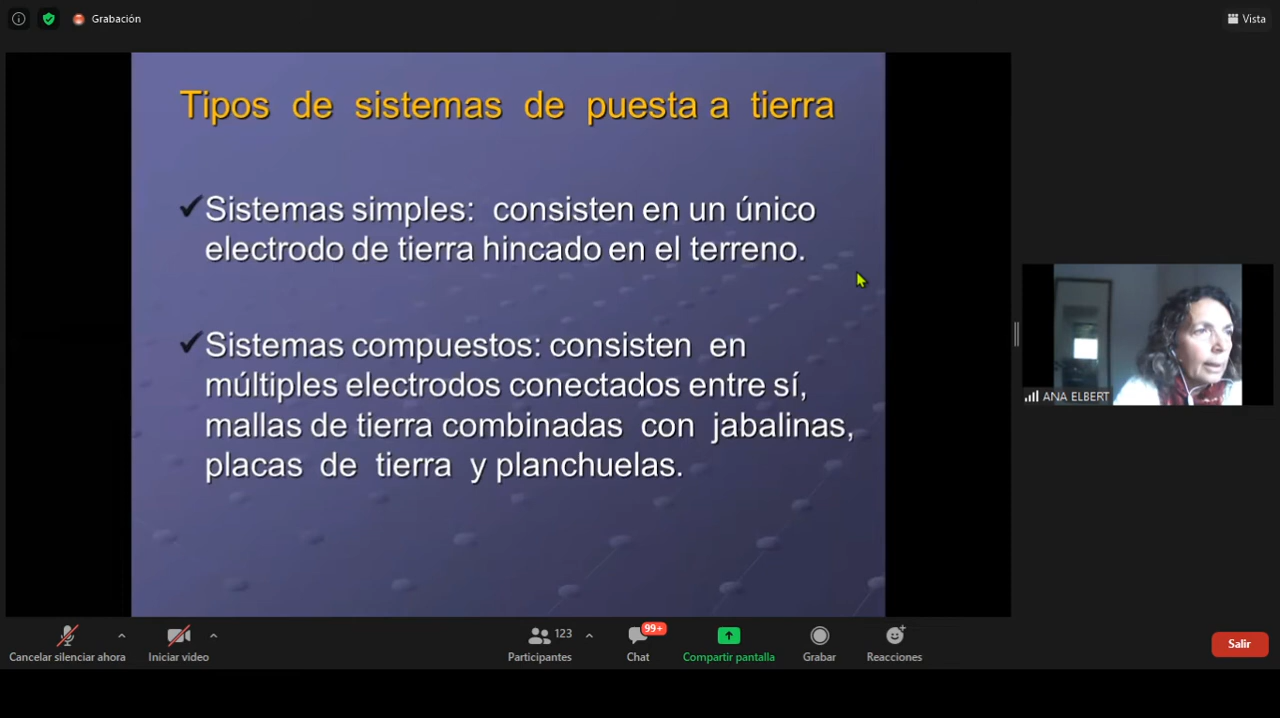 Grabación
Vista
Tipos de sistemas de puesta a tierra
Sistemas simples: consisten en un único
electrodo de tierra hincado en el terreno.
Sistemas compuestos: consisten en
múltiples electrodos conectados entre sí,
mallas de tierra combinadas con jabalinas,
placas de tierra y planchuelas.
ANA ELBERT
123
99+
Cancelar silenciar ahora
Iniciar video
Participantes
Chat
Compartir pantalla
Grabar
Reacciones
Salir